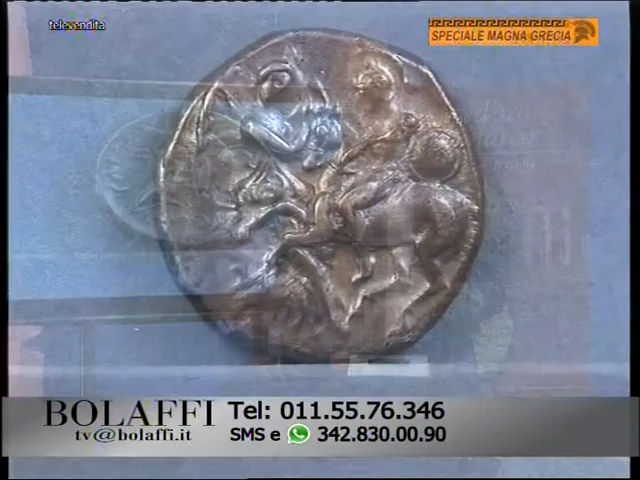 televendita
SPECIALE MAGNA GRECIA
BOLAFFI
tv@bolaffi.it
Tel: 011.55.76.346
SMS e 342.830.00.90